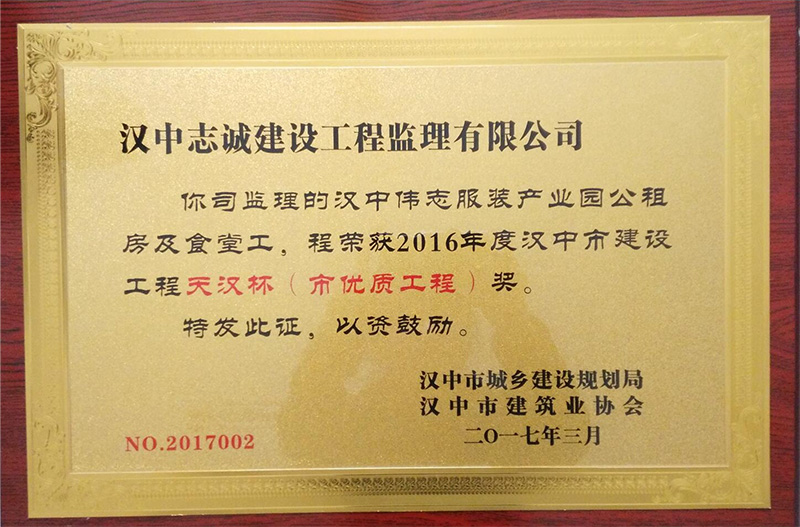 汉中志诚建设工程监理有限公司
你司监理的汉中伟志服装产业园公租
房及食堂工，程荣获2016年度汉中市建设
工程天汉杯（市优质工程）奖。
特发此证，以资鼓励。
汉中市城乡建设规划局
汉中市建筑业协会
二〇一七年三月
NO.2017002